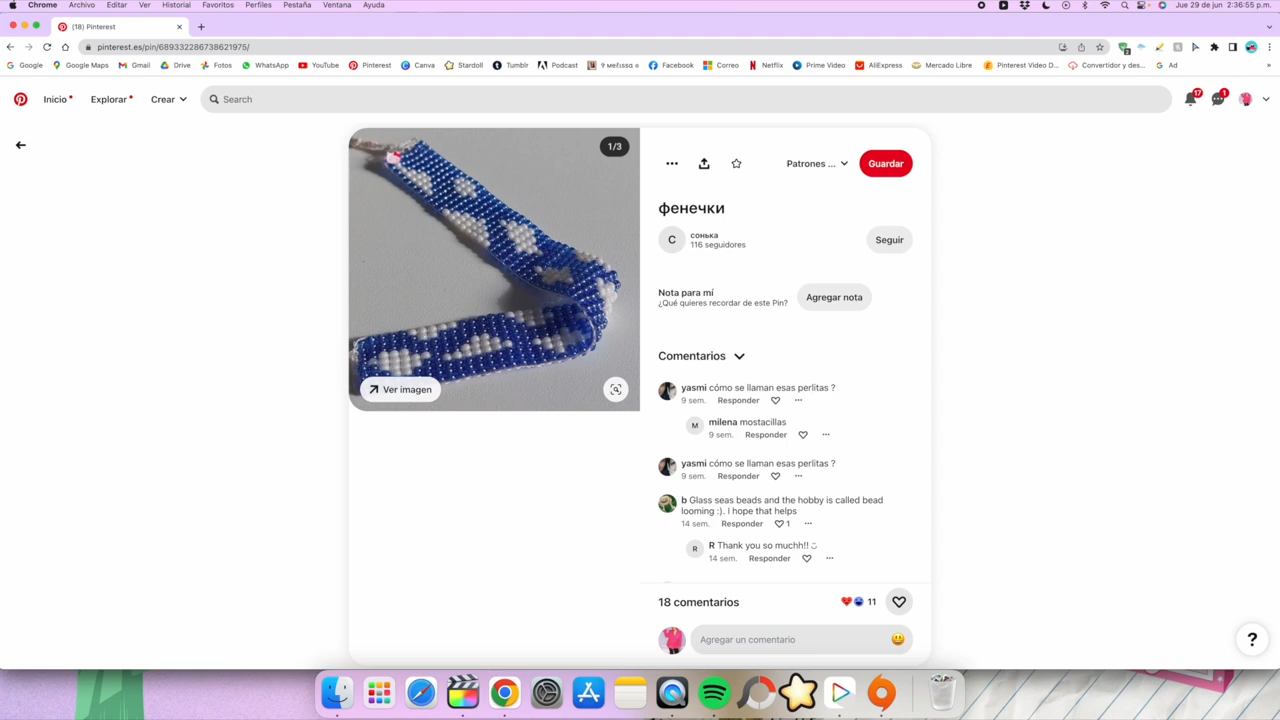 Chrome Archivo Editar Ver Historial Favoritos Perfiles Pestaña Ventana Ayuda
Jue 29 de jun 2:36:55 p.m.
(18) Pinterest
pinterest.es/pin/689332286738621975/
Google Google Maps Gmail Drive Fotos WhatsApp YouTube Pinterest Canva Stardoll Tumblr Podcast Facebook Correo Netflix Prime Video AliExpress Mercado Libre Pinterest Video D... Convertidor y des... Ad
Inicio Explorar Crear Search 17 1
1/3
Patrones ... Guardar
фенечки
C сонька
116 seguidores
Seguir
Nota para mí
¿Qué quieres recordar de este Pin?
Agregar nota
Comentarios
yasmi cómo se llaman esas perlitas ?
9 sem. Responder
Ver imagen
M milena mostacillas
9 sem. Responder
yasmi cómo se llaman esas perlitas ?
9 sem. Responder
b Glass seas beads and the hobby is called bead
looming :). I hope that helps
14 sem. Responder 1
R R Thank you so muchh!!
14 sem. Responder
18 comentarios 11
Agregar un comentario
?